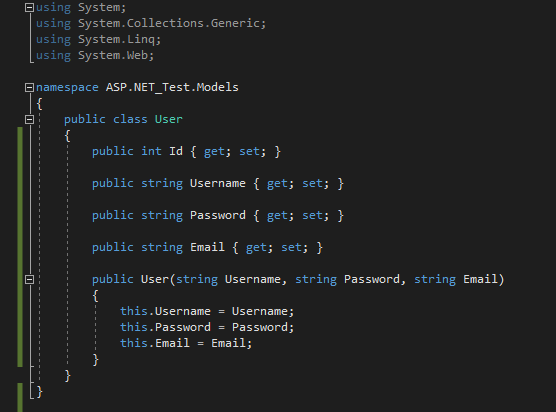 using System;
using System.Collections.Generic;
using System.Linq;
using System.Web;
namespace ASP.NET_Test.Models
{
public class User
{
public int Id { get; set; }
public string Username { get; set; }
public string Password { get; set; }
public string Email { get; set; }
public User(string Username, string Password, string Email)
{
this.Username = Username;
this.Password = Password;
this.Email = Email;
}
}
}